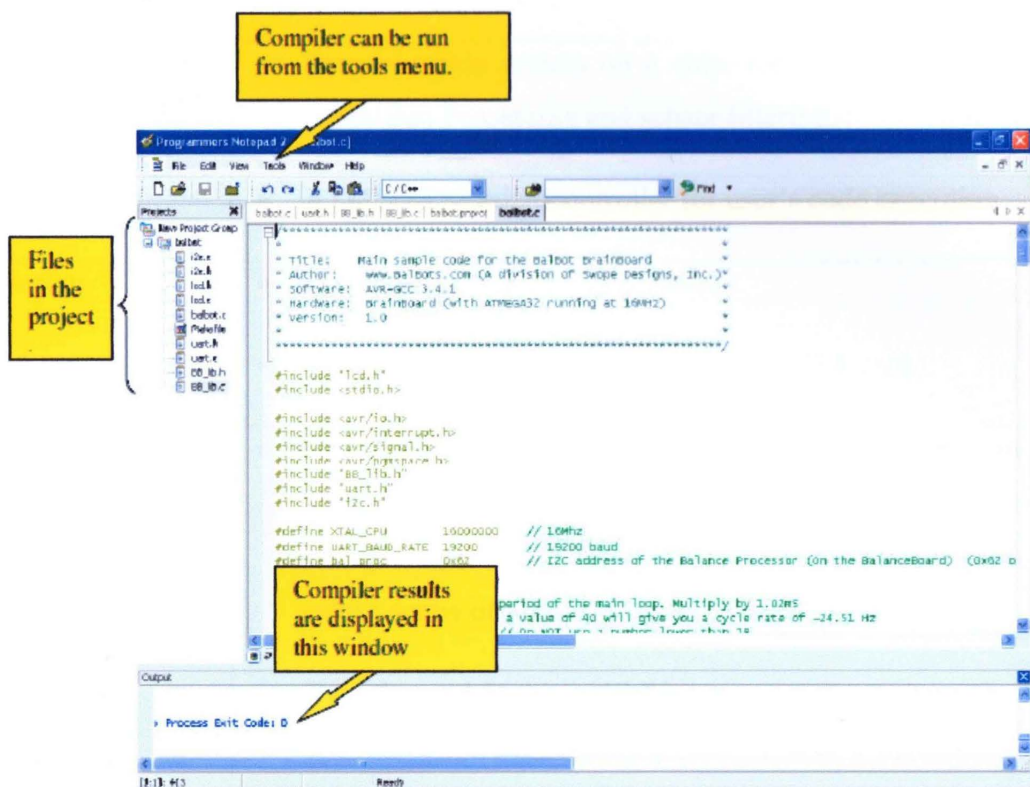 Compiler can be run
from the tools menu.
Programmers Notepad 2
bot.c]
File Edit View Tools Window Help
C / C++
Find
Projects
balbot.c | uart.h | BB_lib.h | BB_lib.c | balbot.pnproj | balbot.c
New Project Group
balbot
i2c.c
i2c.h
lcd.h
lcd.c
balbot.c
Makefile
uart.h
uart.c
BB_lib.h
BB_lib.c
Files
in the
project
/**************************************************************
* Title: Main sample code for the BalBot BrainBoard
* Author: www.BalBots.com (A division of Swope Designs, Inc.)*
* Software: AVR-GCC 3.4.1 *
* Hardware: BrainBoard (with ATMEGA32 running at 16MHz) *
* Version: 1.0 *
**************************************************************/
#include "lcd.h"
#include <stdio.h>
#include <avr/io.h>
#include <avr/interrupt.h>
#include <avr/signal.h>
#include <avr/pgmspace.h>
#include "BB_lib.h"
#include "uart.h"
#include "i2c.h"
#define XTAL_CPU 16000000 // 16Mhz
#define UART_BAUD_RATE 19200 // 19200 baud
#define bal_proc 0x62 // I2C address of the Balance Processor (On the BalanceBoard) (0x62 o
period of the main loop. Multiply by 1.02mS
a value of 40 will give you a cycle rate of ~24.51 Hz
// Do NOT use a number lower than
Compiler results
are displayed in
this window
Output
> Process Exit Code: 0
Ready